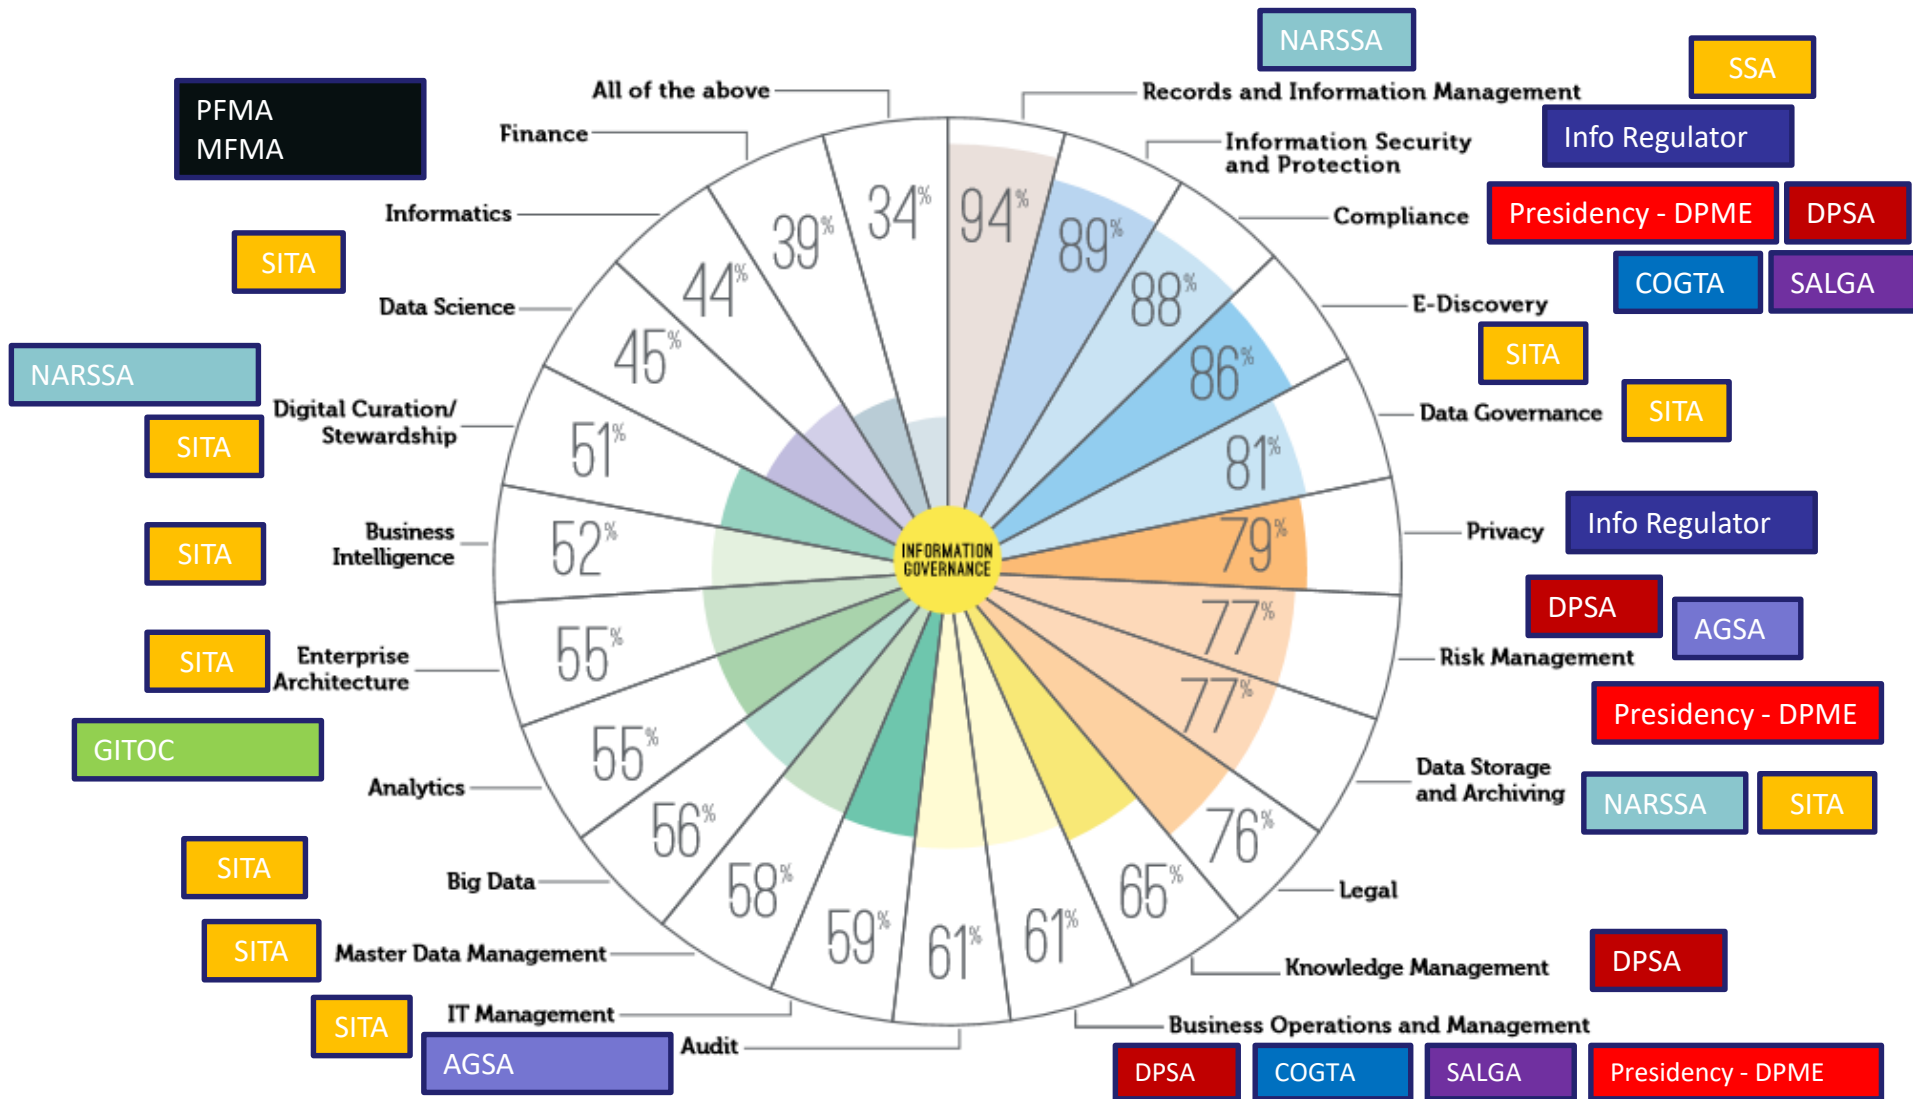 NARSSA
SSA
All of the above
Records and Information Management
PFMA
MFMA
Finance
Information Security
and Protection
Info Regulator
Informatics
Compliance
Presidency - DPME
DPSA
SITA
COGTA
SALGA
Data Science
E-Discovery
SITA
NARSSA
Digital Curation/
Stewardship
Data Governance
SITA
SITA
Business
Intelligence
SITA
Privacy
Info Regulator
DPSA
AGSA
Enterprise
Architecture
SITA
Risk Management
Presidency - DPME
GITOC
Analytics
Data Storage
and Archiving
NARSSA
SITA
SITA
Big Data
Legal
SITA
Master Data Management
Knowledge Management
DPSA
SITA
IT Management
Business Operations and Management
AGSA
Audit
DPSA
COGTA
SALGA
Presidency - DPME
94%
89%
88%
86%
81%
79%
77%
77%
76%
65%
61%
61%
59%
58%
56%
55%
55%
52%
51%
45%
44%
39%
34%
INFORMATION
GOVERNANCE